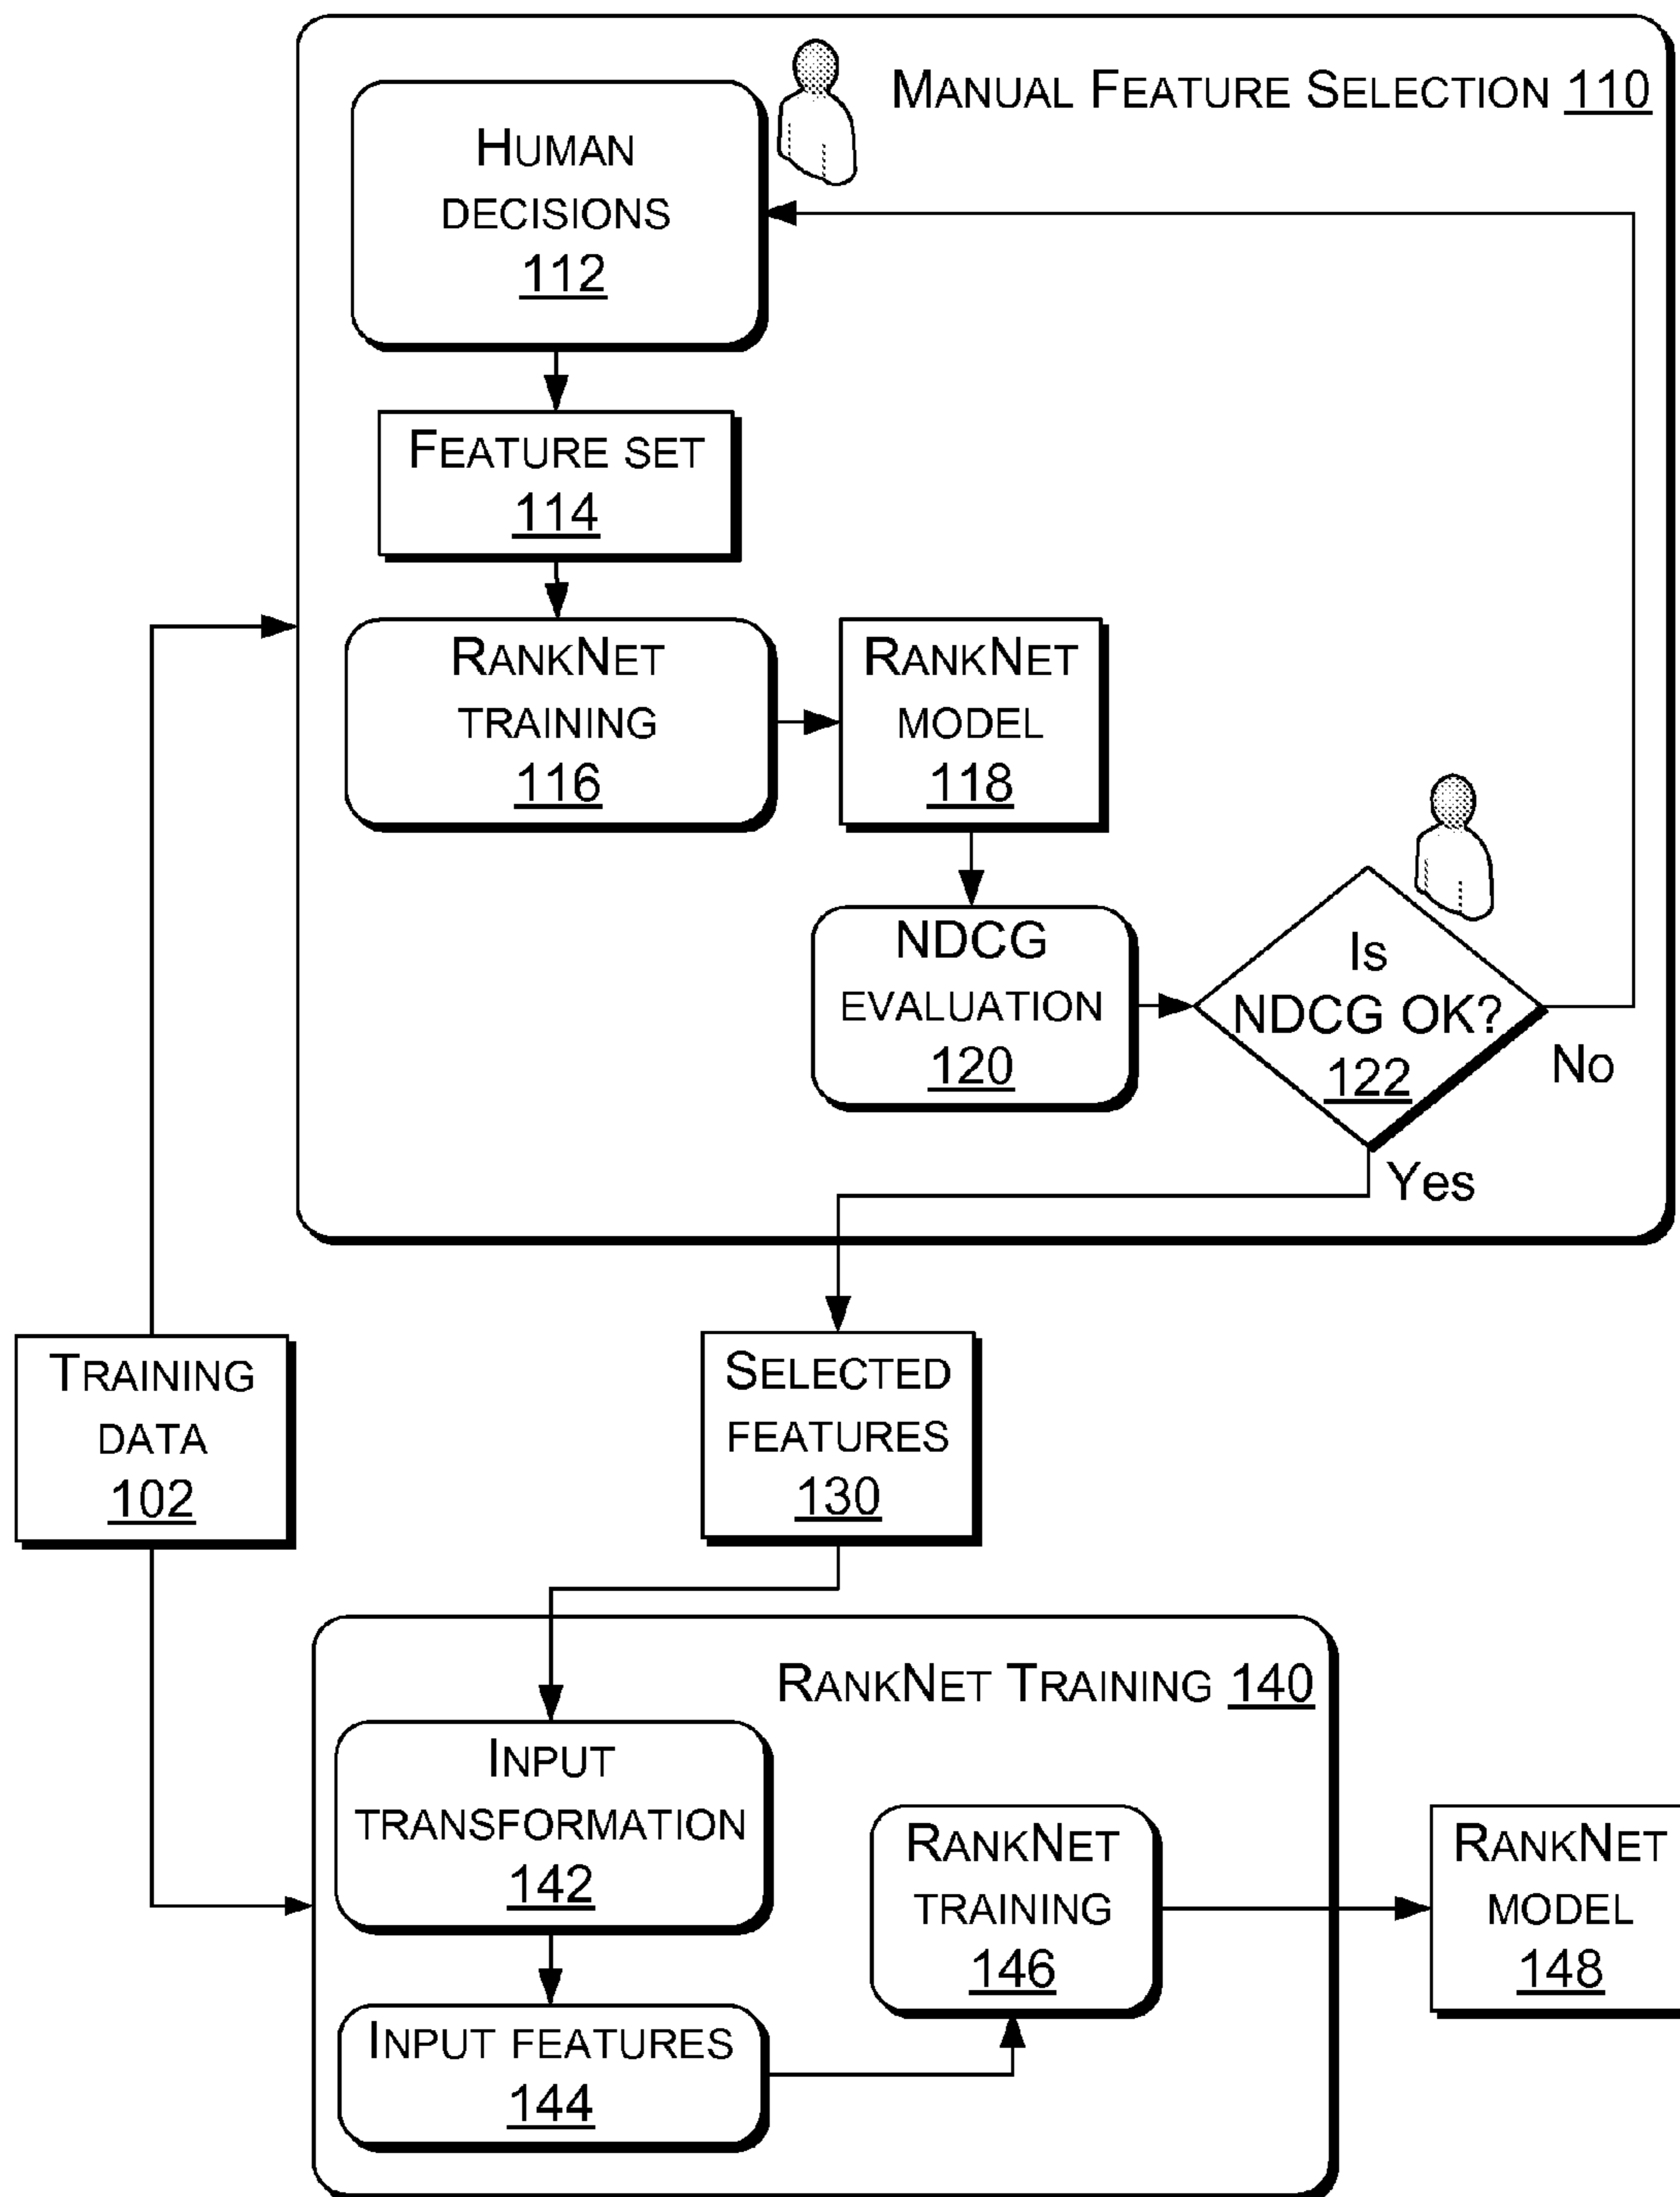 MANUAL FEATURE SELECTION 110
HUMAN
DECISIONS
112
FEATURE SET
114
RANKNET
TRAINING
116
RANKNET
MODEL
118
NDCG
EVALUATION
120
Is
NDCG OK?
122
No
Yes
TRAINING
DATA
102
SELECTED
FEATURES
130
RANKNET TRAINING 140
INPUT
TRANSFORMATION
142
INPUT FEATURES
144
RANKNET
TRAINING
146
RANKNET
MODEL
148